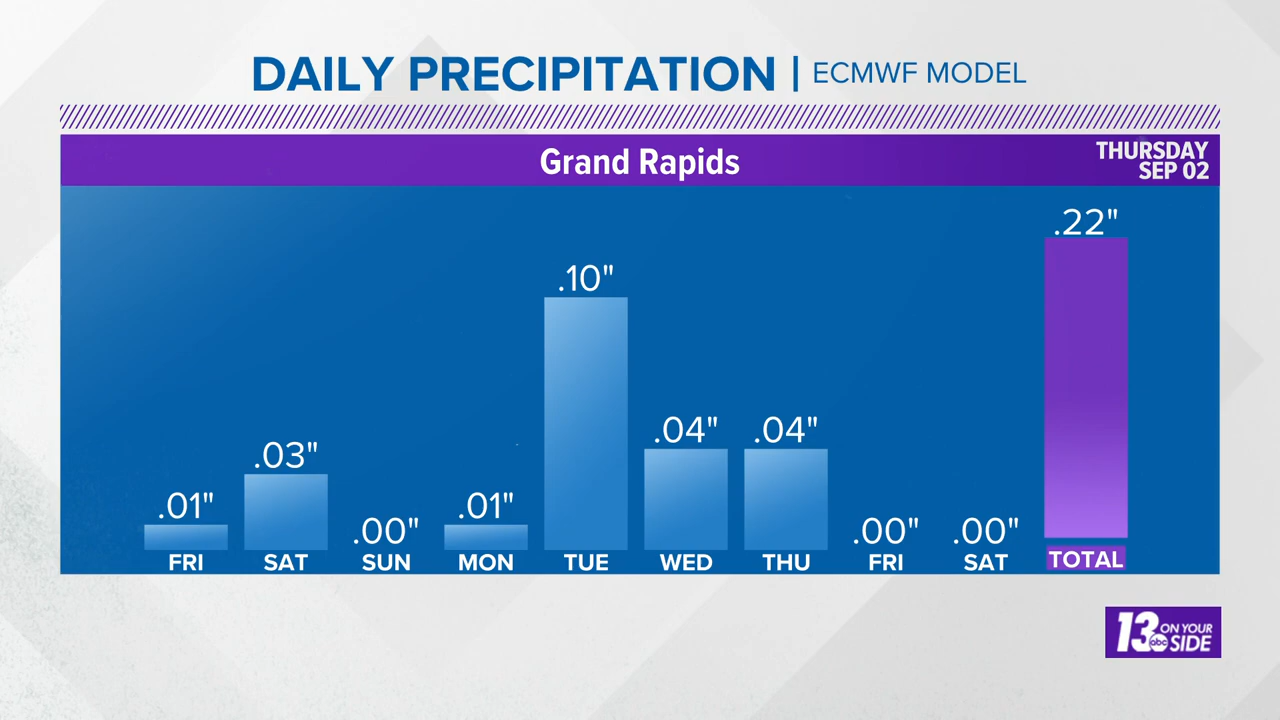 DAILY PRECIPITATION | ECMWF MODEL
Grand Rapids
THURSDAY
SEP 02
.01"
.03"
.00"
.01"
.10"
.04"
.04"
.00"
.00"
.22"
FRI
SAT
SUN
MON
TUE
WED
THU
FRI
SAT
TOTAL
13 abc ON YOUR
SIDE